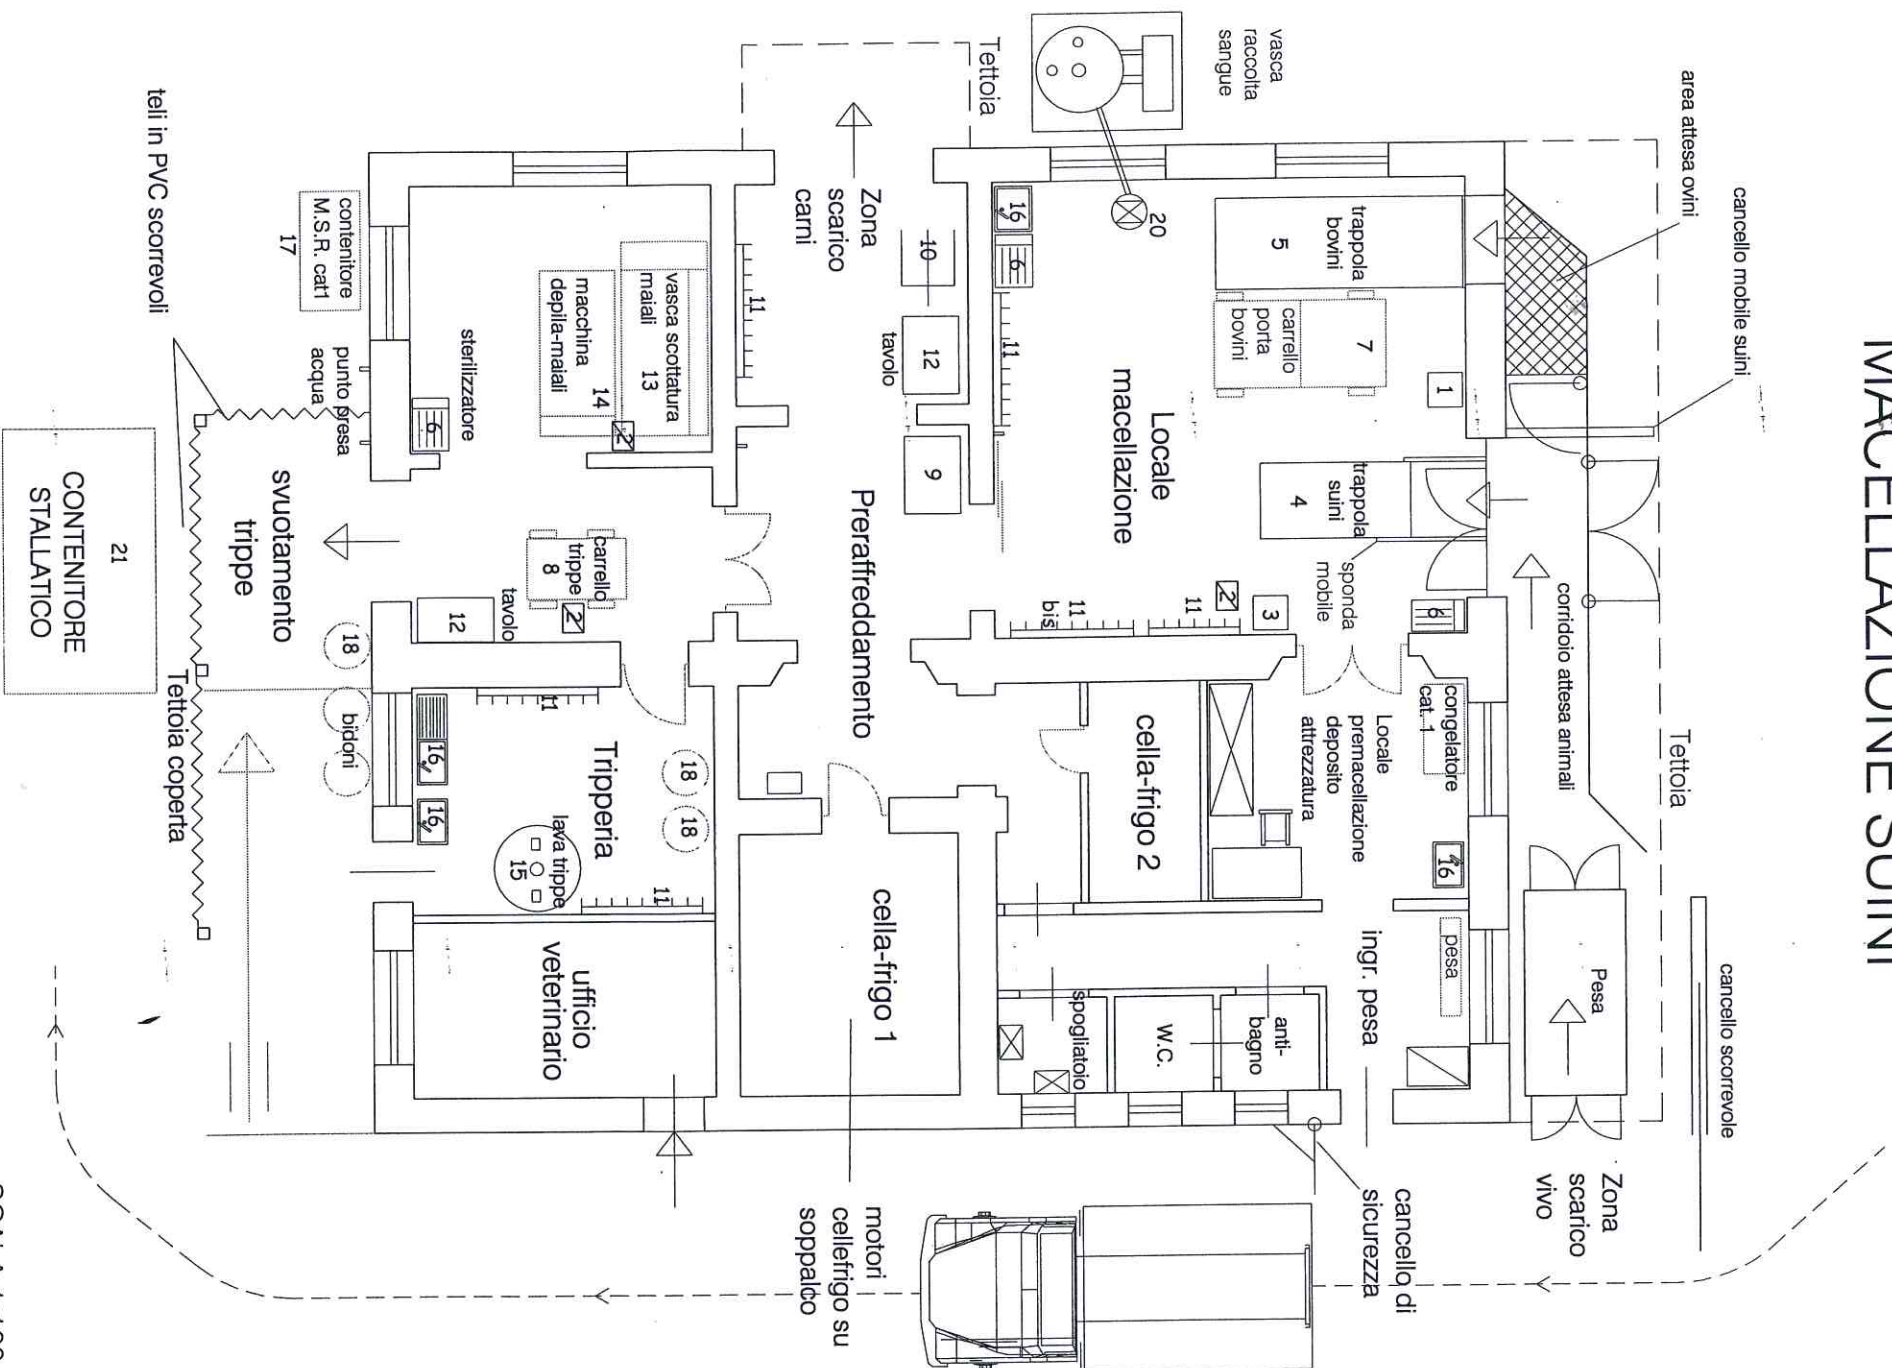 MACELLAZIONE SUINI
cancello scorrevole
cancello mobile suini
area attesa ovini
Tettoia
Zona
scarico
vivo
Pesa
corridoio attesa animali
vasca
raccolta
sangue
Tettoia
20
16
6
trappola
bovini
5
7
carrello
porta
bovini
1
trappola
suini
4
sponda
mobile
6
3
2
11
11
bis
11
Locale
macellazione
congelatore
cat. 1
Locale
premacellazione
deposito
attrezzatura
16
pesa
ingr. pesa
cella-frigo 2
anti-
bagno
W.C.
spogliatoio
cancello di
sicurezza
Zona
scarico
carni
10
12
tavolo
9
11
Preraffreddamento
cella-frigo 1
motori
cellefrigo su
soppalco
vasca scottatura
maiali 13
macchina 14
depila-maiali
2
sterilizzatore
6
carrello
trippe
8
2
tavolo
12
Tripperia
11
18
18
16
16
lava trippe
15
11
ufficio
veterinario
contenitore
M.S.R. cat1
17
punto presa
acqua
teli in PVC scorrevoli
svuotamento
trippe
18
bidoni
Tettoia coperta
21
CONTENITORE
STALLATICO